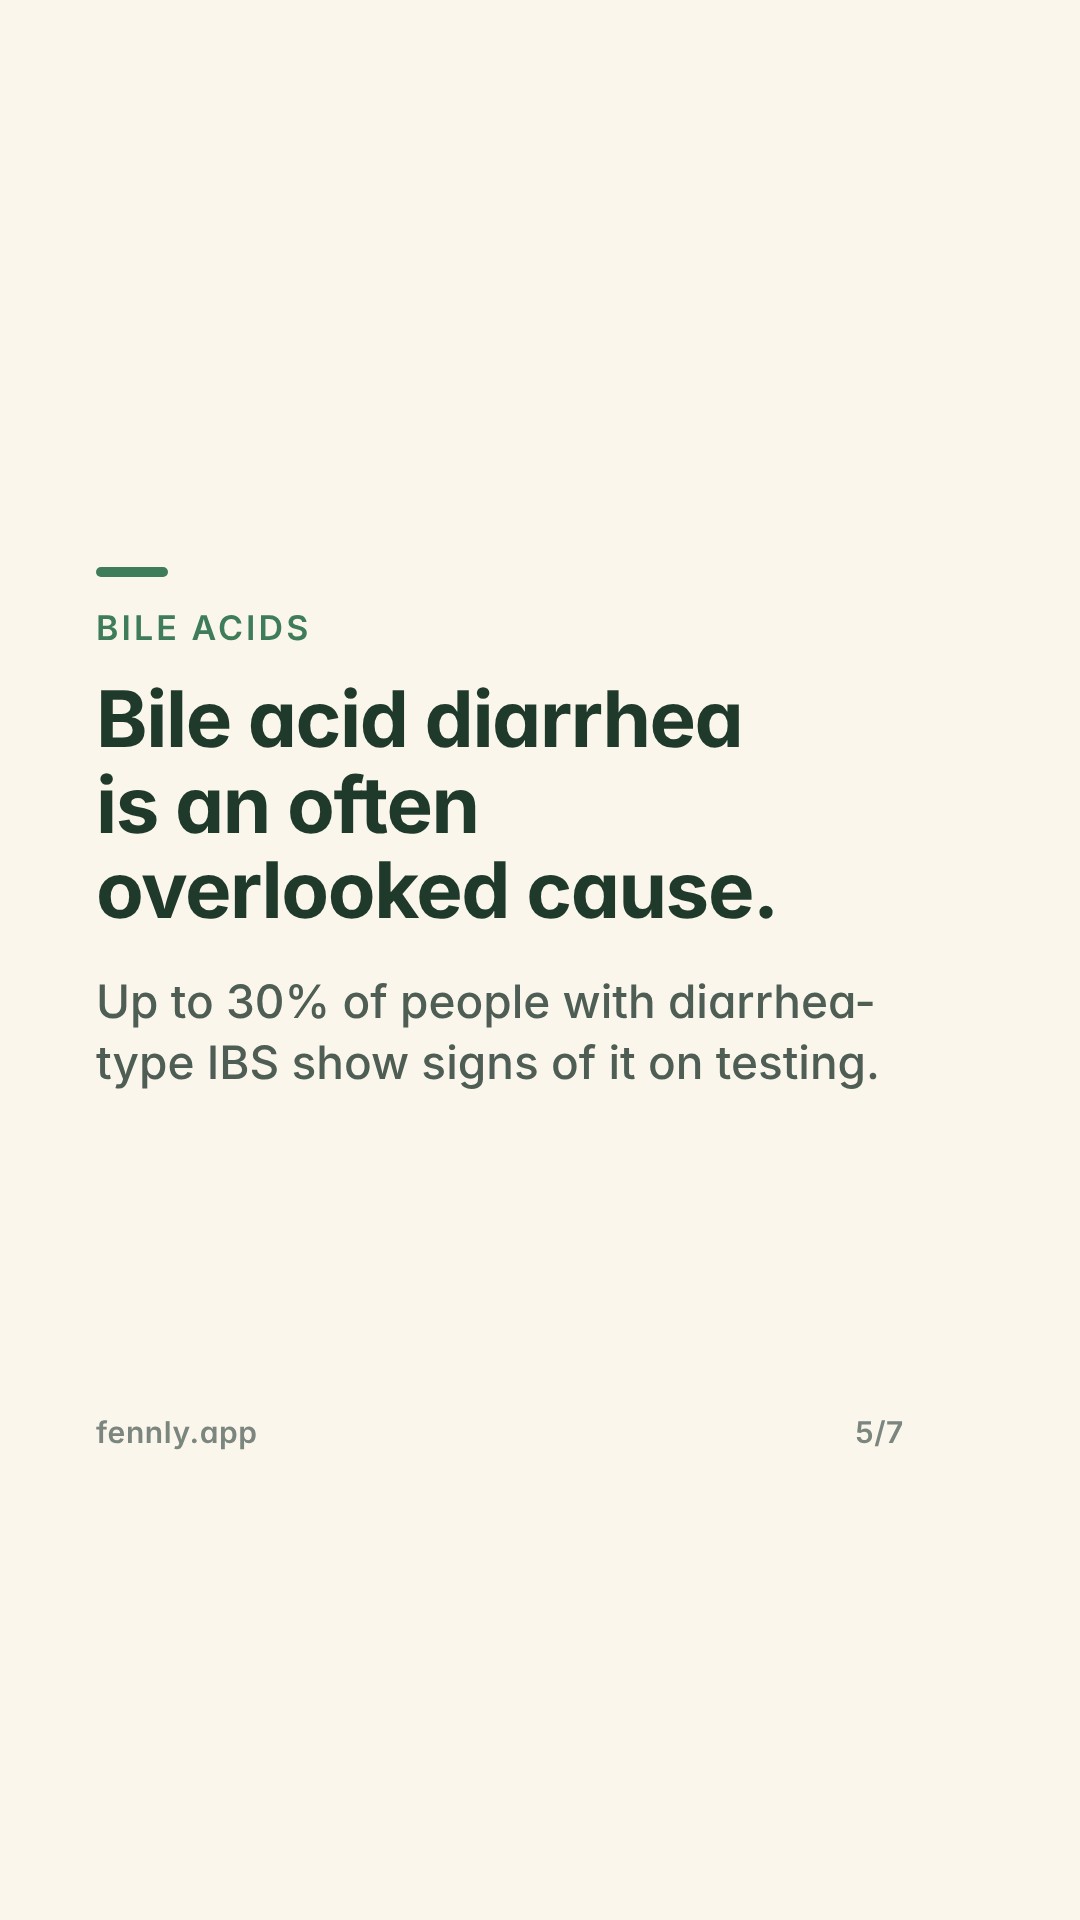 BILE ACIDS
Bile acid diarrhea
is an often
overlooked cause.
Up to 30% of people with diarrhea-
type IBS show signs of it on testing.
fennly.app
5/7